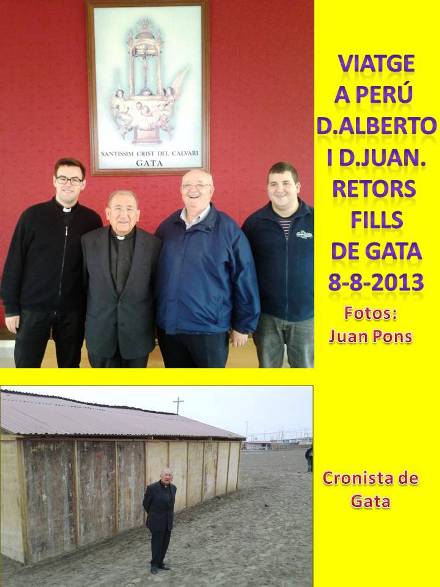 SANTISSIM CRIST DEL CALVARI
GATA
VIATGE
A PERÚ
D.ALBERTO
I D.JUAN.
RETORS
FILLS
DE GATA
8-8-2013
Fotos:
Juan Pons
Cronista de
Gata